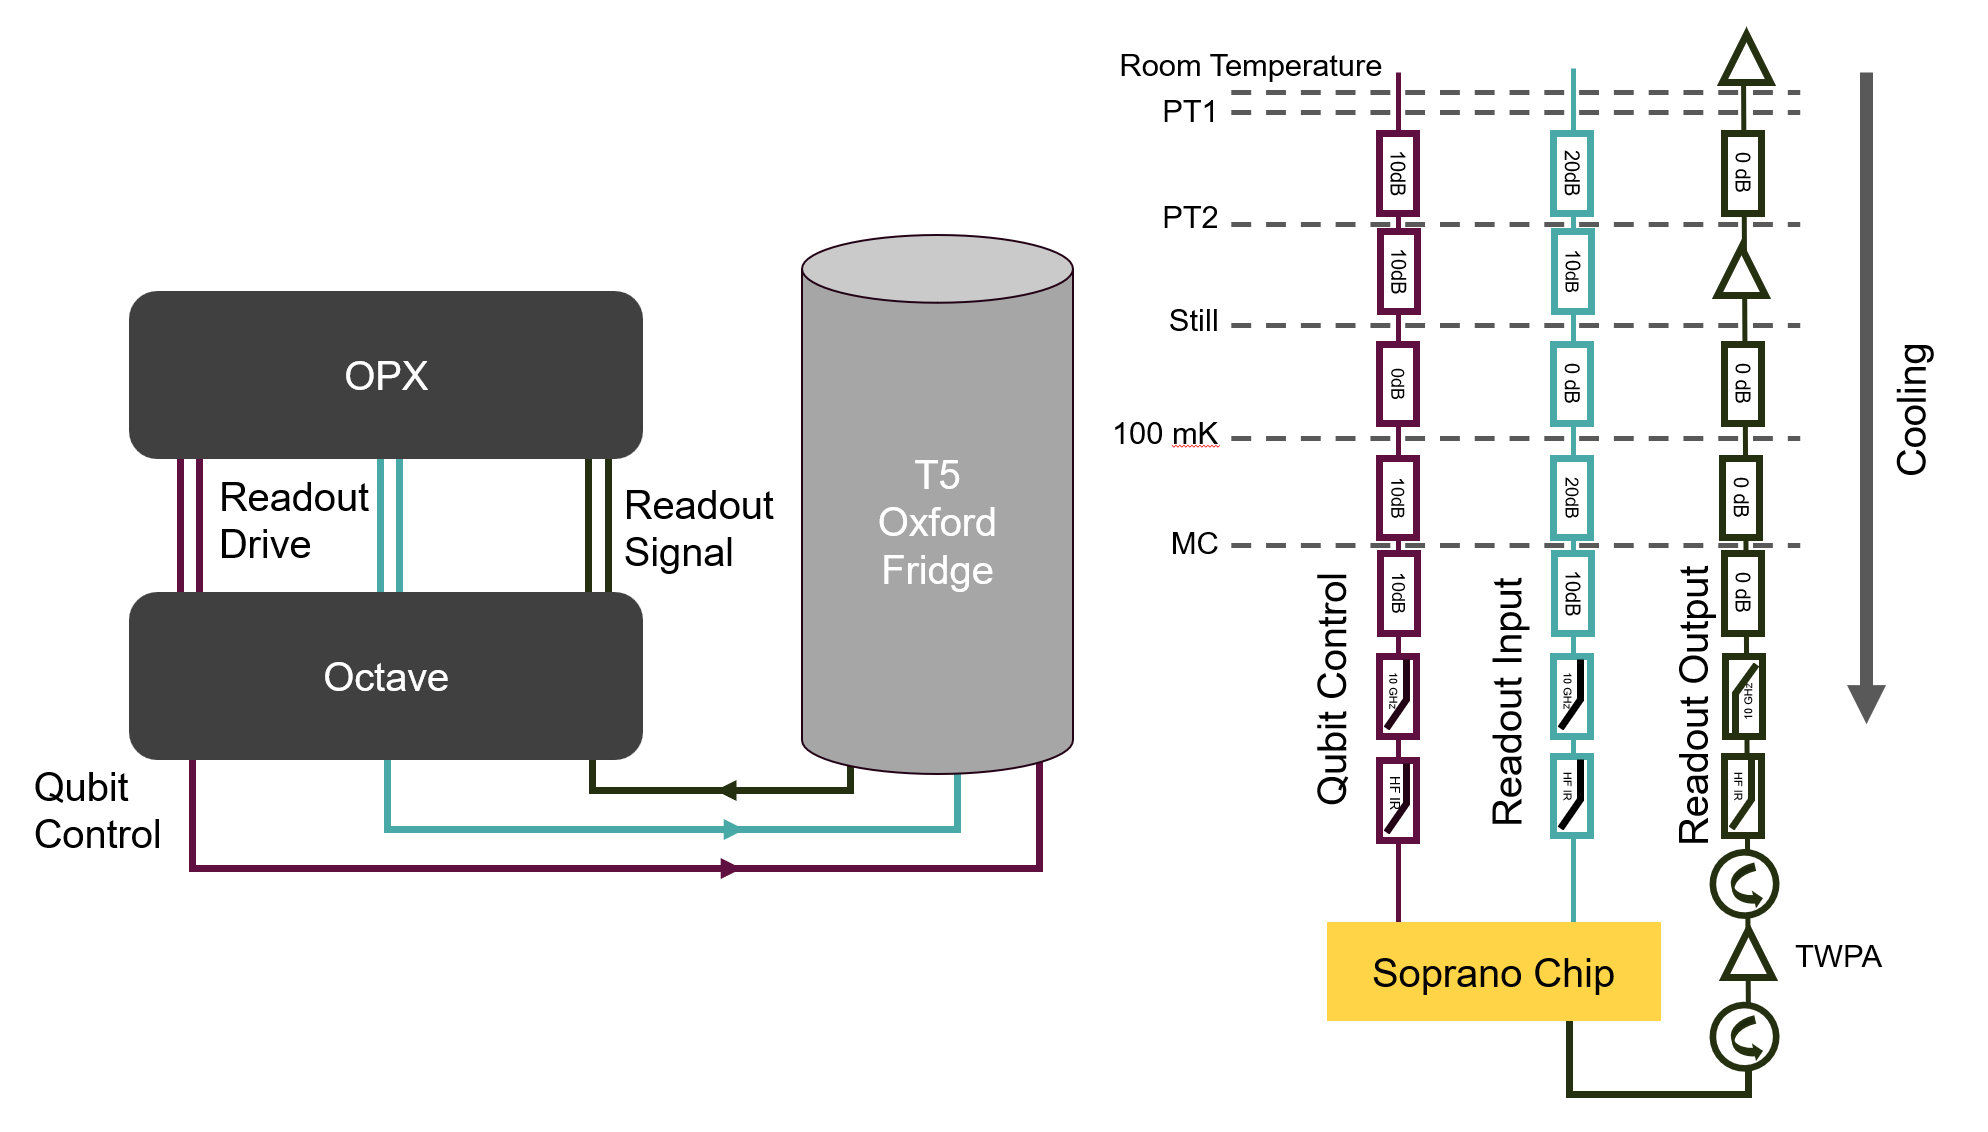 OPX
Readout
Drive
Readout
Signal
Octave
Qubit
Control
T5
Oxford
Fridge
Room Temperature
PT1
PT2
Still
100 mK
MC
10dB
10dB
0dB
10dB
10dB
10 GHz
HF IR
Qubit Control
20dB
10dB
0 dB
20dB
10dB
10 GHz
HF IR
Readout Input
0 dB
0 dB
0 dB
0 dB
10 GHz
HF IR
Readout Output
Cooling
Soprano Chip
TWPA